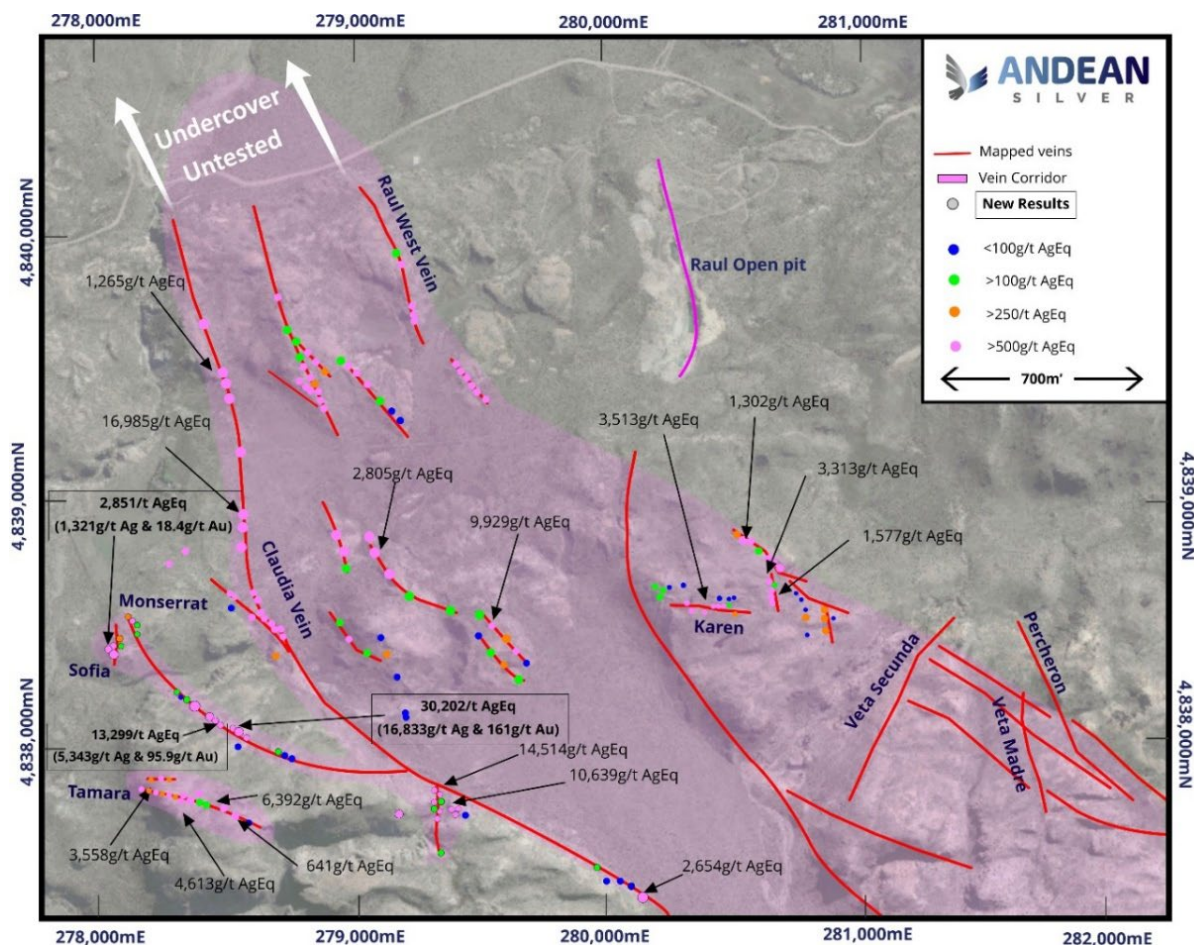 278,000mE
279,000mE
280,000mE
281,000mE
ANDEAN
SILVER
Mapped veins
Vein Corridor
New Results
<100g/t AgEq
>100g/t AgEq
>250/t AgEq
>500g/t AgEq
700m'
Undercover
Untested
4,840,000mN
Raul West Vein
Raul Open pit
1,265g/t AgEq
16,985g/t AgEq
2,805g/t AgEq
3,513g/t AgEq
1,302g/t AgEq
3,313g/t AgEq
4,839,000mN
4,839,000mN
2,851/t AgEq
(1,321g/t Ag & 18.4g/t Au)
9,929g/t AgEq
1,577g/t AgEq
Claudia Vein
Monserrat
Karen
Sofia
Veta Secunda
Percheron
Veta Madre
30,202/t AgEq
(16,833g/t Ag & 161g/t Au)
13,299/t AgEq
(5,343g/t Ag & 95.9g/t Au)
4,838,000mN
4,838,000mN
14,514g/t AgEq
10,639g/t AgEq
Tamara
6,392g/t AgEq
3,558g/t AgEq
641g/t AgEq
4,613g/t AgEq
2,654g/t AgEq
278,000mE
279,000mE
280,000mE
281,000mE
282,000mE